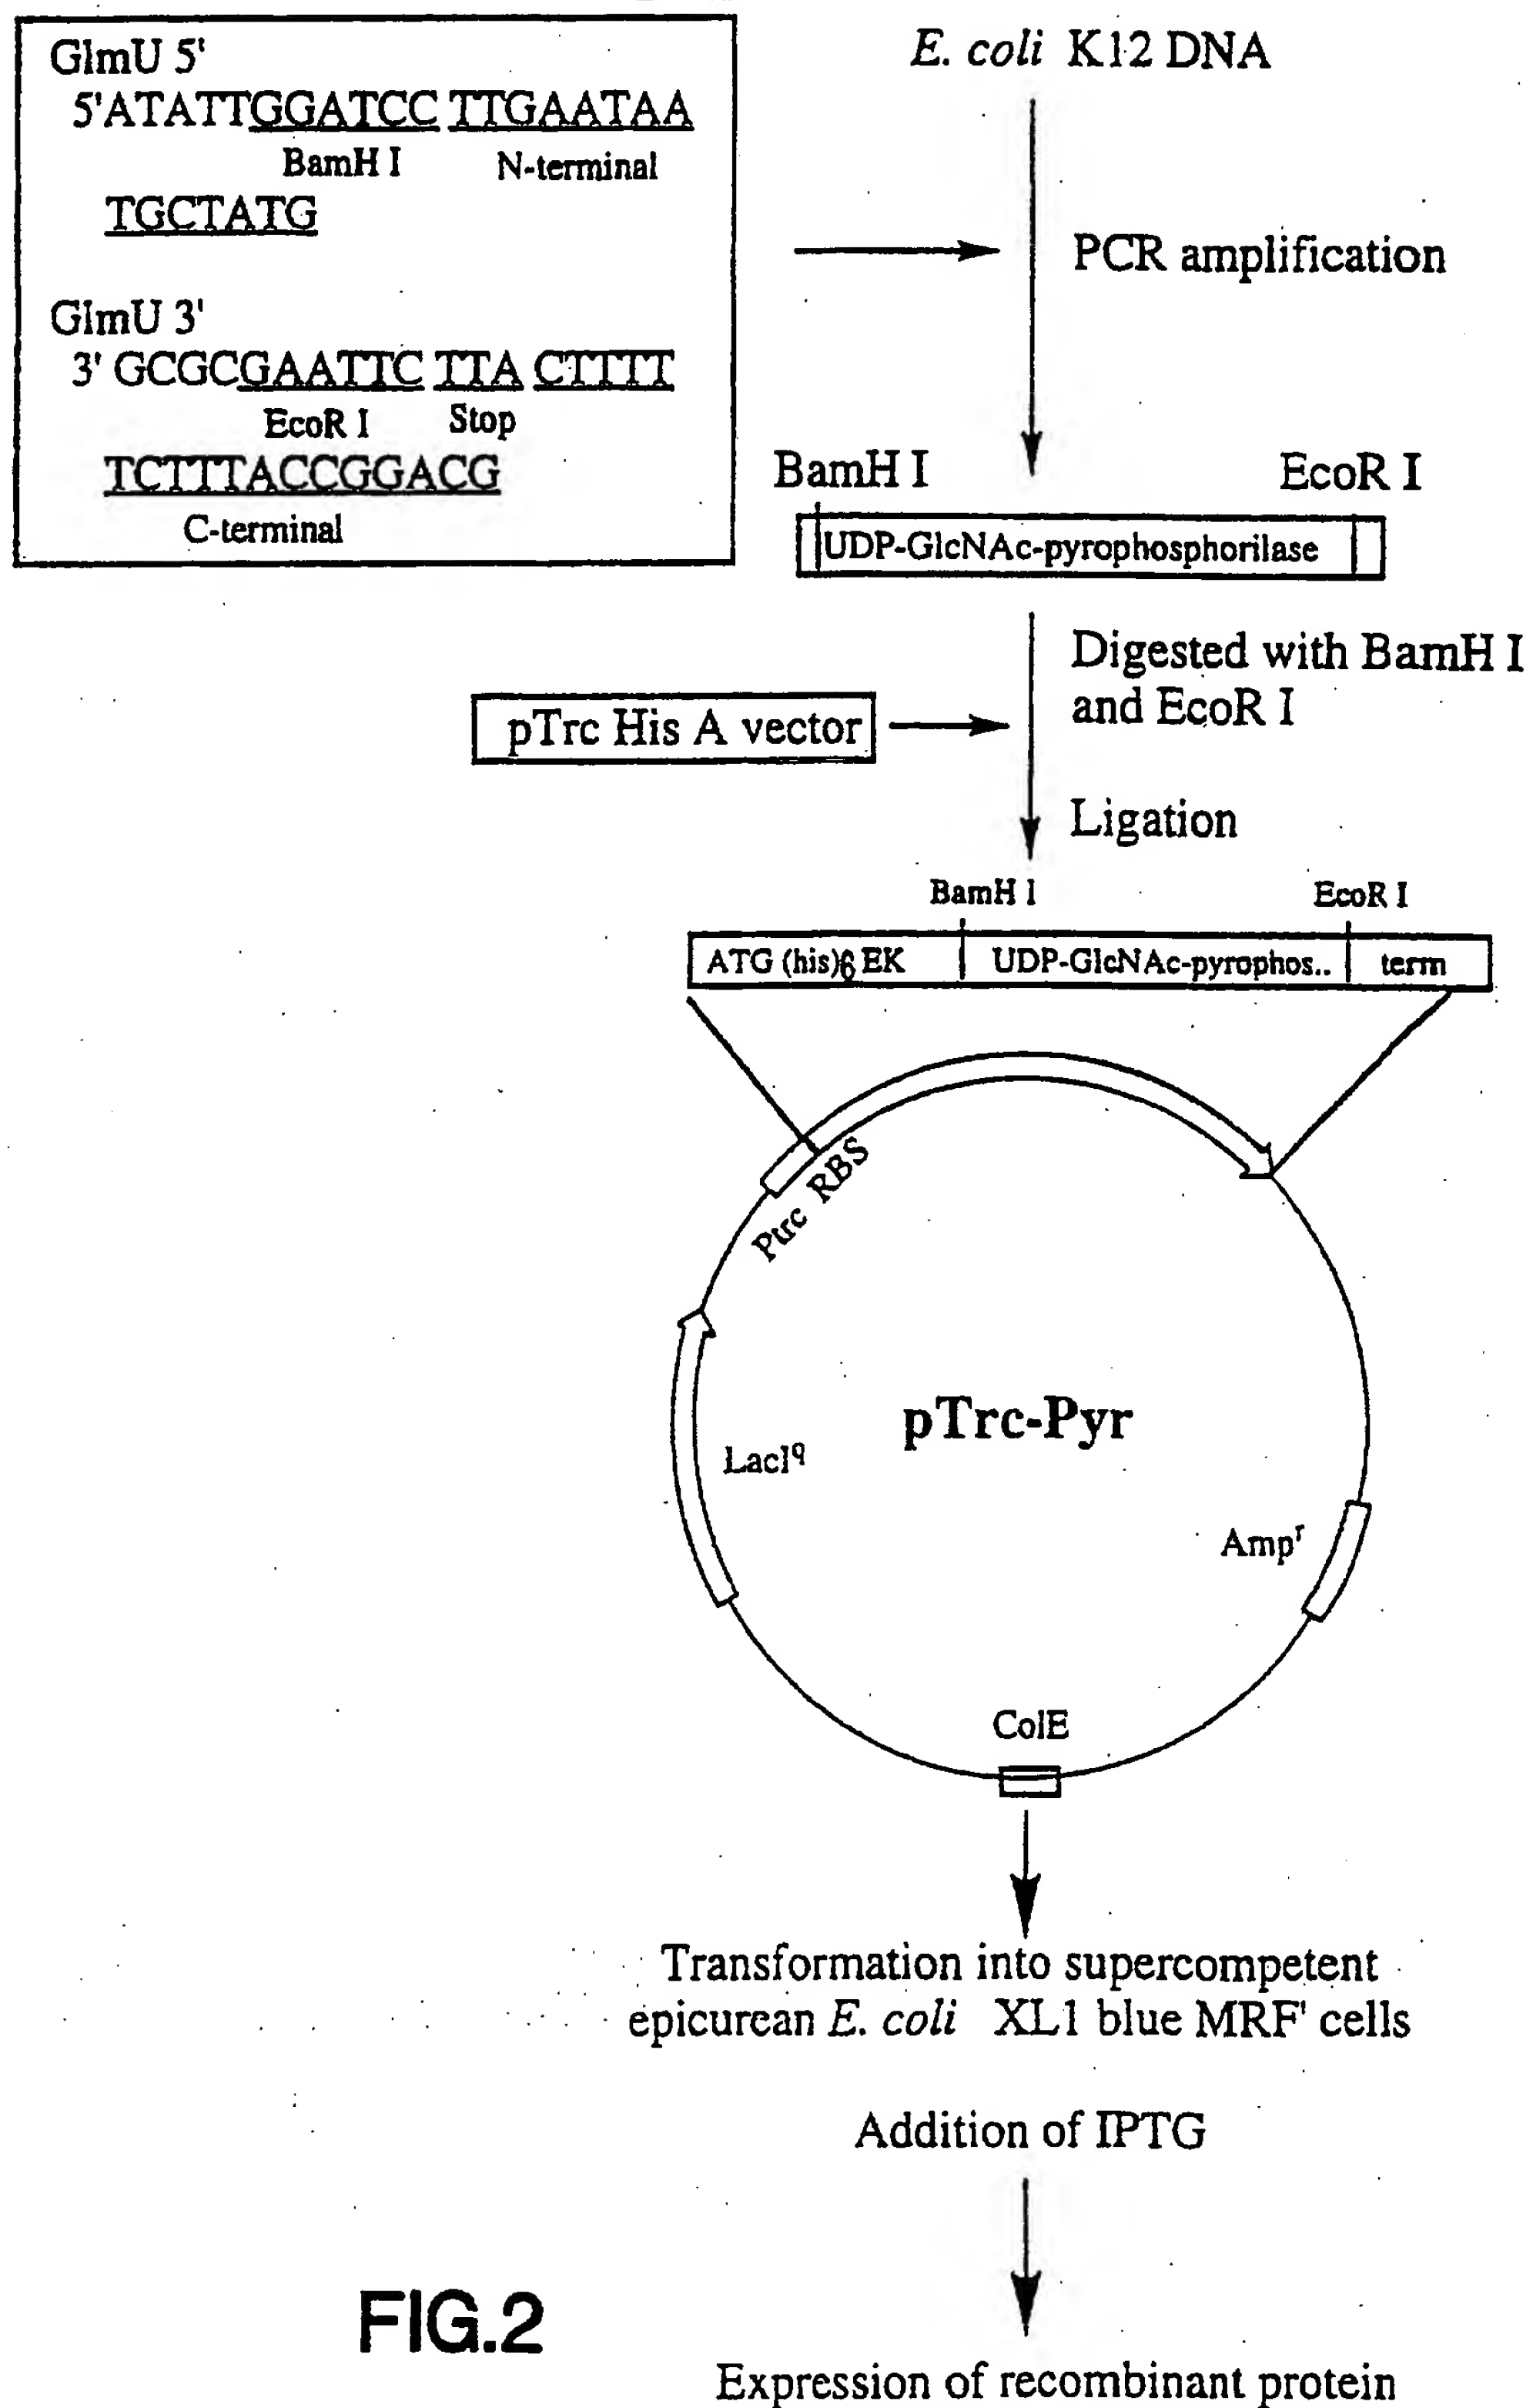 GlmU 5'
5'ATATTGGATCC TTGAATAA
BamH I N-terminal
TGCTATG
GlmU 3'
3' GCGCGAATTC TTA CTTTT
EcoR I Stop
TCTTTACCGGACG
C-terminal
E. coli K12 DNA
PCR amplification
BamH I EcoR I
UDP-GlcNAc-pyrophosphorilase
Digested with BamH I
and EcoR I
pTrc His A vector
Ligation
BamH I EcoR I
ATG (his)6 EK UDP-GlcNAc-pyrophos.. term
Ptrc RBS
pTrc-Pyr
LacIq
Ampr
ColE
Transformation into supercompetent
epicurean E. coli XL1 blue MRF' cells
Addition of IPTG
FIG.2
Expression of recombinant protein